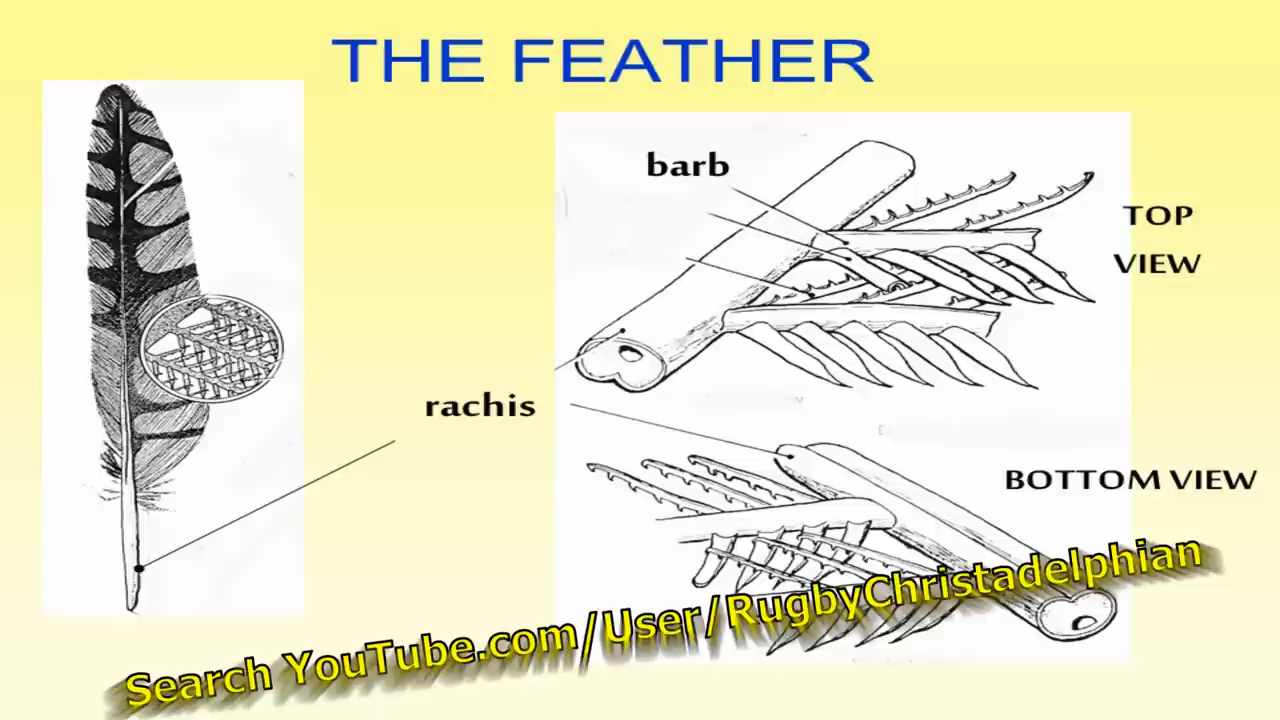 THE FEATHER
barb
TOP
VIEW
rachis
BOTTOM VIEW
Search YouTube.com/User/RugbyChristadelphian